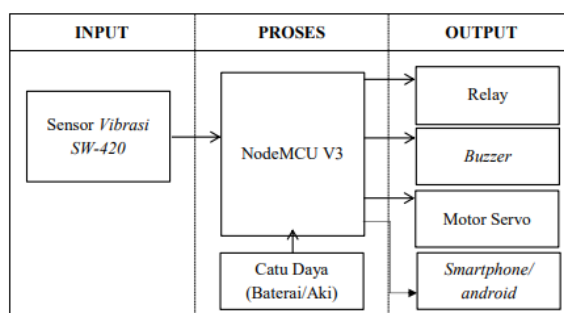 INPUT
PROSES
OUTPUT
Sensor Vibrasi
SW-420
NodeMCU V3
Catu Daya
(Baterai/Aki)
Relay
Buzzer
Motor Servo
Smartphone/
android